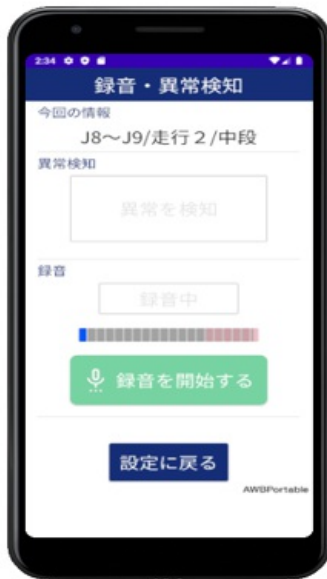 2:34
録音・異常検知
今回の情報
J8～J9/走行２/中段
異常検知
異常を検知
録音
録音中
録音を開始する
設定に戻る
AWBPortable